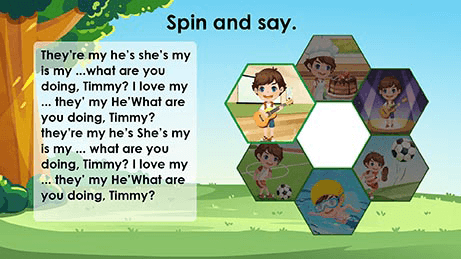 Spin and say.
They're my he's she's my
is my ...what are you
doing, Timmy? I love my
... they' my He'What are
you doing, Timmy?
they're my he's She's my
is my ... what are you
doing, Timmy? I love my
... they' my He'What are
you doing, Timmy?